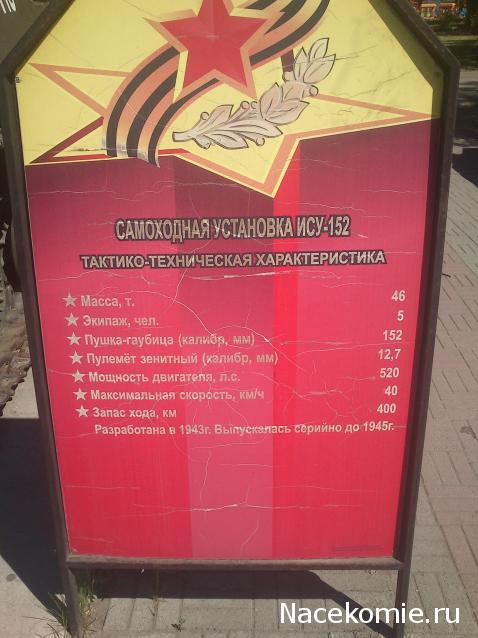 САМОХОДНАЯ УСТАНОВКА ИСУ-152
ТАКТИКО-ТЕХНИЧЕСКАЯ ХАРАКТЕРИСТИКА
Масса, т. 46
Экипаж, чел. 5
Пушка-гаубица (калибр, мм) 152
Пулемёт зенитный (калибр, мм) 12,7
Мощность двигателя, л.с. 520
Максимальная скорость, км/ч 40
Запас хода, км 400
Разработана в 1943г. Выпускалась серийно до 1945г.
Nacekomie.ru